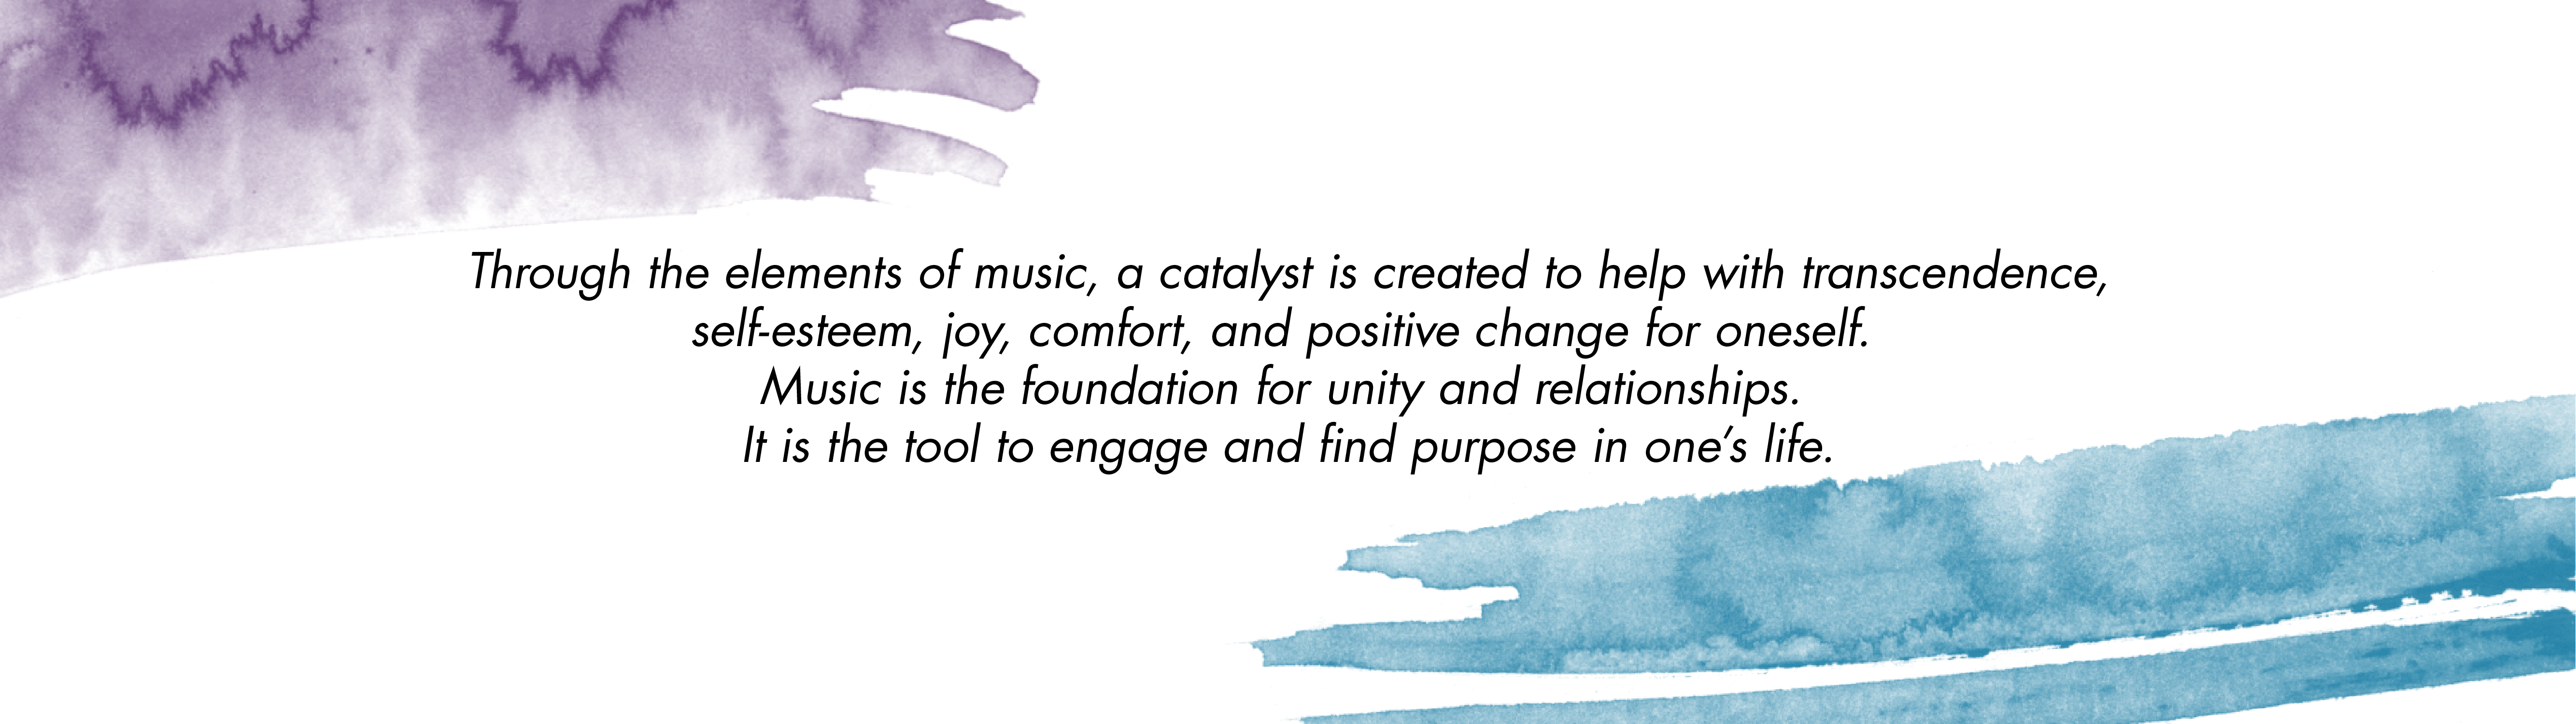 Through the elements of music, a catalyst is created to help with transcendence,
self-esteem, joy, comfort, and positive change for oneself.
Music is the foundation for unity and relationships.
It is the tool to engage and find purpose in one’s life.